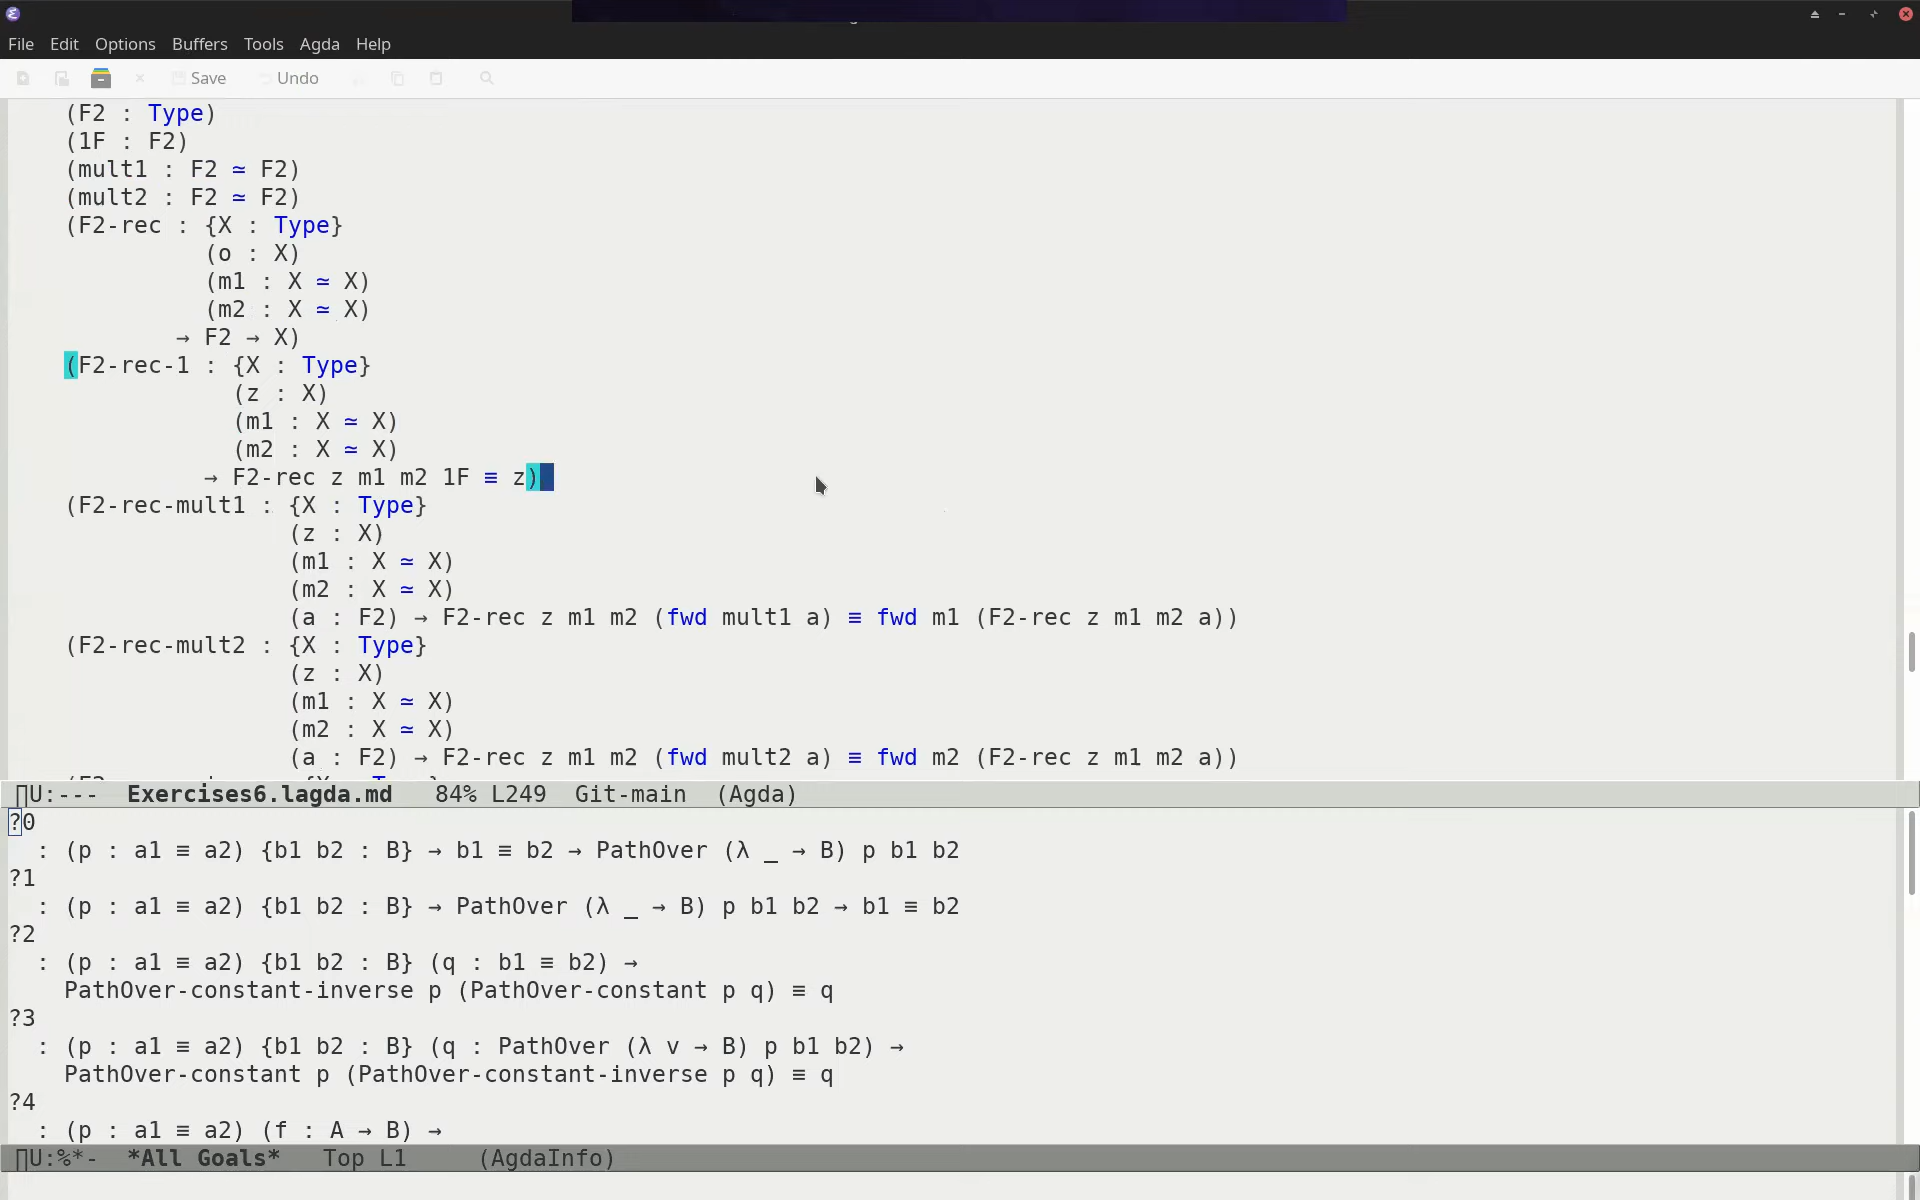 File Edit Options Buffers Tools Agda Help
Save Undo
(F2 : Type)
(1F : F2)
(mult1 : F2 ≃ F2)
(mult2 : F2 ≃ F2)
(F2-rec : {X : Type}
(o : X)
(m1 : X ≃ X)
(m2 : X ≃ X)
→ F2 → X)
(F2-rec-1 : {X : Type}
(z : X)
(m1 : X ≃ X)
(m2 : X ≃ X)
→ F2-rec z m1 m2 1F ≡ z)
(F2-rec-mult1 : {X : Type}
(z : X)
(m1 : X ≃ X)
(m2 : X ≃ X)
(a : F2) → F2-rec z m1 m2 (fwd mult1 a) ≡ fwd m1 (F2-rec z m1 m2 a))
(F2-rec-mult2 : {X : Type}
(z : X)
(m1 : X ≃ X)
(m2 : X ≃ X)
(a : F2) → F2-rec z m1 m2 (fwd mult2 a) ≡ fwd m2 (F2-rec z m1 m2 a))
U:--- Exercises6.lagda.md 84% L249 Git-main (Agda)
?0
: (p : a1 ≡ a2) {b1 b2 : B} → b1 ≡ b2 → PathOver (λ _ → B) p b1 b2
?1
: (p : a1 ≡ a2) {b1 b2 : B} → PathOver (λ _ → B) p b1 b2 → b1 ≡ b2
?2
: (p : a1 ≡ a2) {b1 b2 : B} (q : b1 ≡ b2) →
PathOver-constant-inverse p (PathOver-constant p q) ≡ q
?3
: (p : a1 ≡ a2) {b1 b2 : B} (q : PathOver (λ v → B) p b1 b2) →
PathOver-constant p (PathOver-constant-inverse p q) ≡ q
?4
: (p : a1 ≡ a2) (f : A → B) →
U:%*- *All Goals* Top L1 (AgdaInfo)